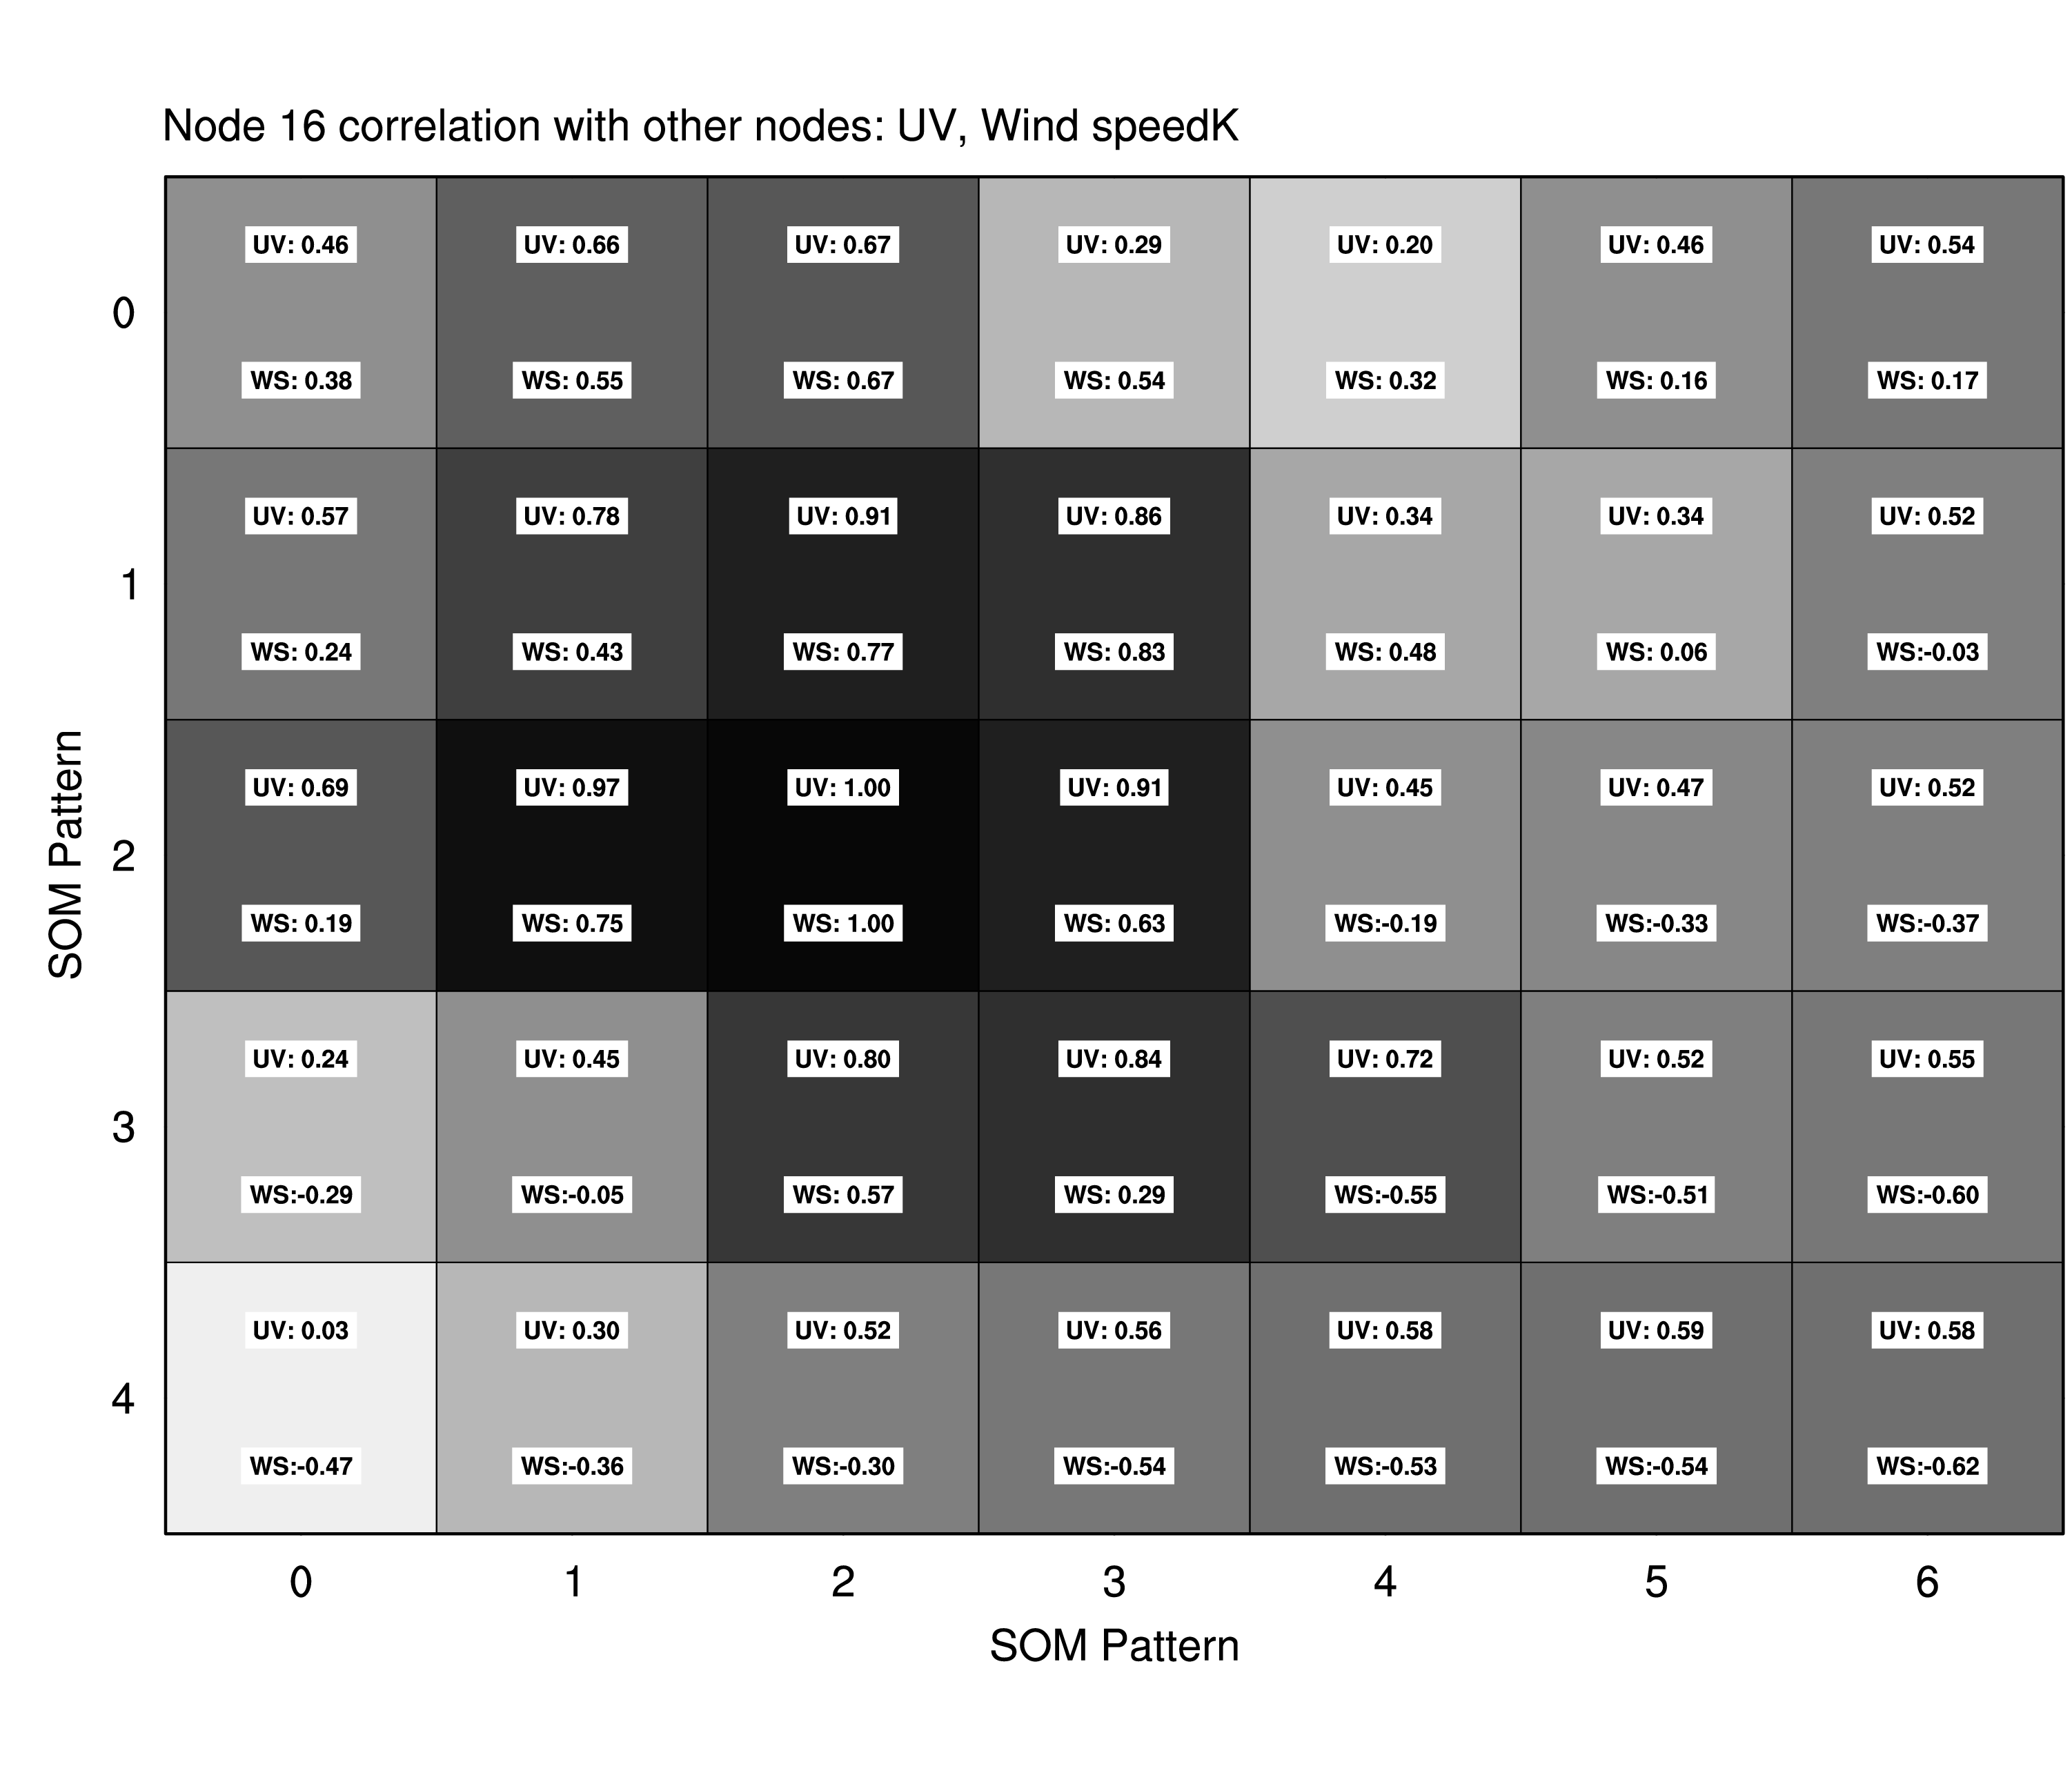 Node 16 correlation with other nodes: UV, Wind speedK
UV: 0.46 UV: 0.66 UV: 0.67 UV: 0.29 UV: 0.20 UV: 0.46 UV: 0.54
0
WS: 0.38 WS: 0.55 WS: 0.67 WS: 0.54 WS: 0.32 WS: 0.16 WS: 0.17
UV: 0.57 UV: 0.78 UV: 0.91 UV: 0.86 UV: 0.34 UV: 0.34 UV: 0.52
1
WS: 0.24 WS: 0.43 WS: 0.77 WS: 0.83 WS: 0.48 WS: 0.06 WS:-0.03
UV: 0.69 UV: 0.97 UV: 1.00 UV: 0.91 UV: 0.45 UV: 0.47 UV: 0.52
SOM Pattern
2
WS: 0.19 WS: 0.75 WS: 1.00 WS: 0.63 WS:-0.19 WS:-0.33 WS:-0.37
UV: 0.24 UV: 0.45 UV: 0.80 UV: 0.84 UV: 0.72 UV: 0.52 UV: 0.55
3
WS:-0.29 WS:-0.05 WS: 0.57 WS: 0.29 WS:-0.55 WS:-0.51 WS:-0.60
UV: 0.03 UV: 0.30 UV: 0.52 UV: 0.56 UV: 0.58 UV: 0.59 UV: 0.58
4
WS:-0.47 WS:-0.36 WS:-0.30 WS:-0.54 WS:-0.53 WS:-0.54 WS:-0.62
0 1 2 3 4 5 6
SOM Pattern